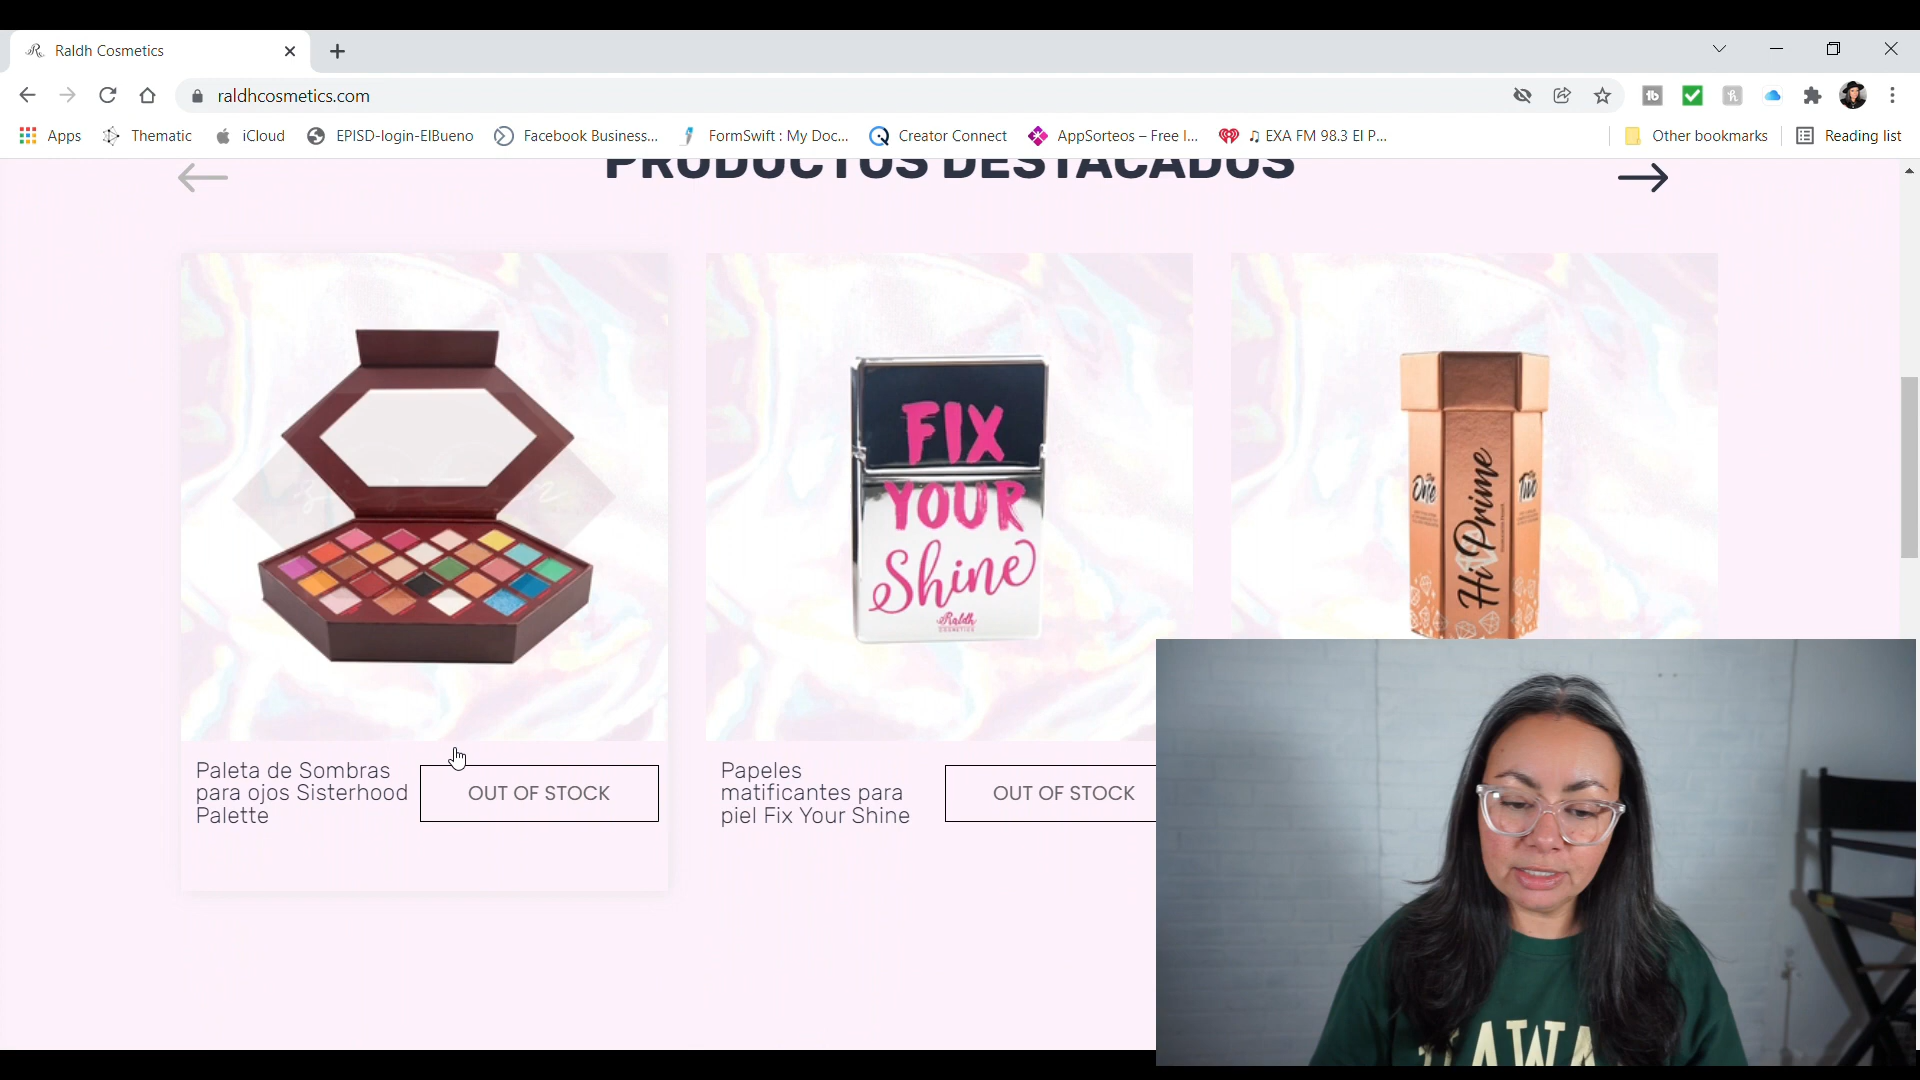 Raldh Cosmetics
raldhcosmetics.com
Apps
Thematic
iCloud
EPISD-login-ElBueno
Facebook Business...
FormSwift : My Doc...
Creator Connect
AppSorteos – Free I...
♫ EXA FM 98.3 El P...
Other bookmarks
Reading list
PRODUCTOS DESTACADOS
FIX
YOUR
Shine
Raldh
COSMETICS
The One
Hi Prime
The Two
Paleta de Sombras
para ojos Sisterhood
Palette
OUT OF STOCK
Papeles
matificantes para
piel Fix Your Shine
OUT OF STOCK